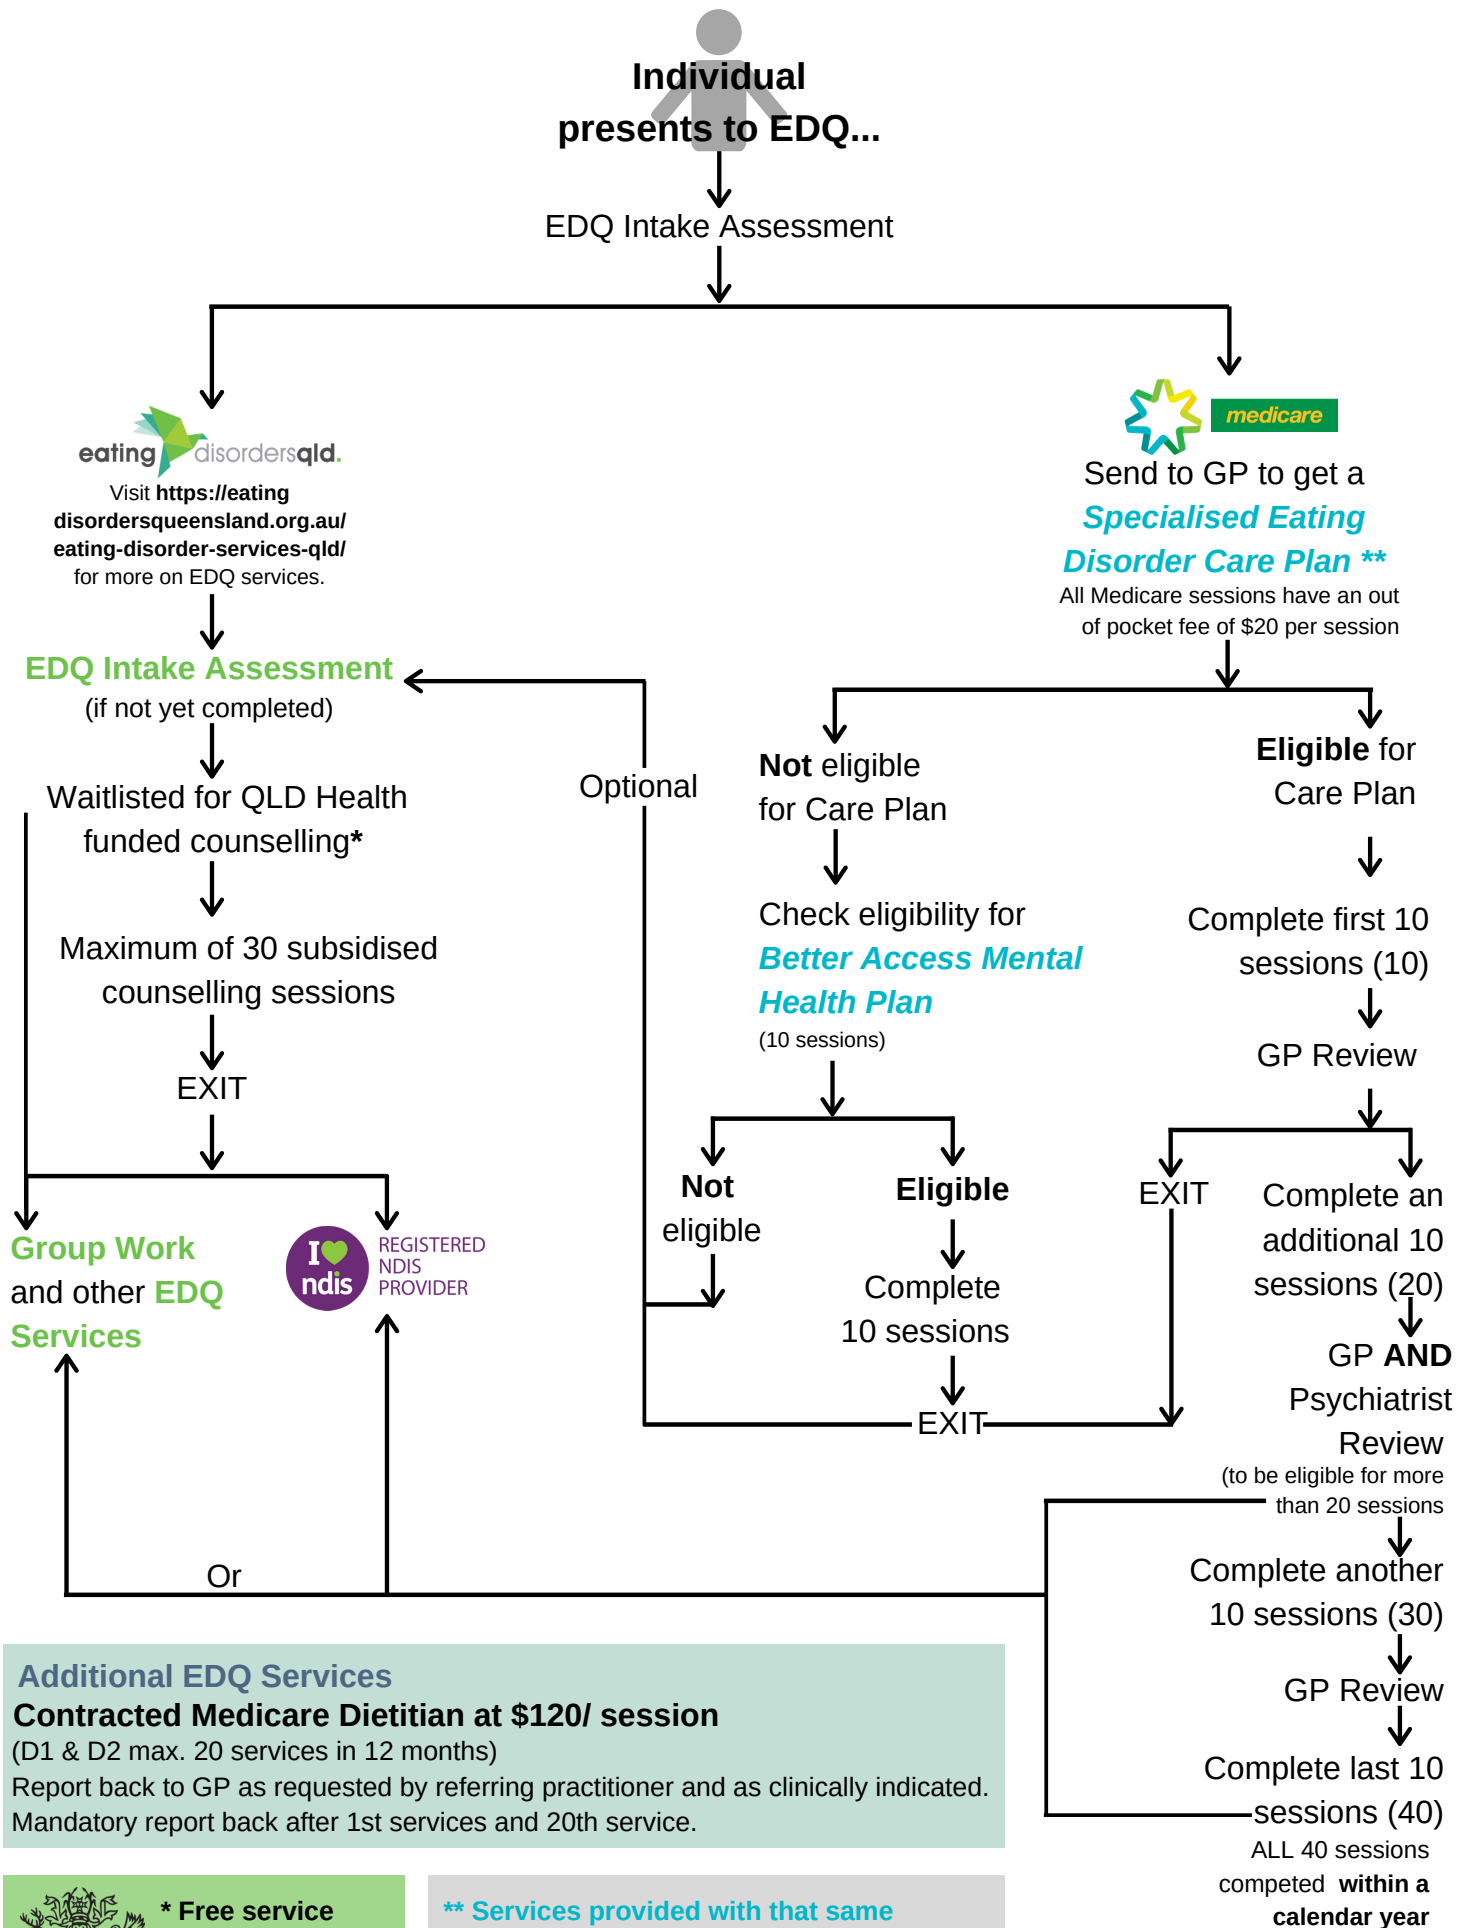 Individual
presents to EDQ...
EDQ Intake Assessment
eating disordersqld.
Visit https://eating
disordersqueensland.org.au/
eating-disorder-services-qld/
for more on EDQ services.
EDQ Intake Assessment
(if not yet completed)
Waitlisted for QLD Health
funded counselling*
Maximum of 30 subsidised
counselling sessions
EXIT
Group Work
and other EDQ
Services
I
ndis
REGISTERED
NDIS
PROVIDER
Or
Optional
medicare
Send to GP to get a
Specialised Eating
Disorder Care Plan **
All Medicare sessions have an out
of pocket fee of $20 per session
Not eligible
for Care Plan
Check eligibility for
Better Access Mental
Health Plan
(10 sessions)
Not
eligible
Eligible
Complete
10 sessions
EXIT
Eligible for
Care Plan
Complete first 10
sessions (10)
GP Review
EXIT
Complete an
additional 10
sessions (20)
GP AND
Psychiatrist
Review
(to be eligible for more
than 20 sessions
Complete another
10 sessions (30)
GP Review
Complete last 10
sessions (40)
ALL 40 sessions
competed within a
calendar year
Additional EDQ Services
Contracted Medicare Dietitian at $120/ session
(D1 & D2 max. 20 services in 12 months)
Report back to GP as requested by referring practitioner and as clinically indicated.
Mandatory report back after 1st services and 20th service.
* Free service
** Services provided with that same